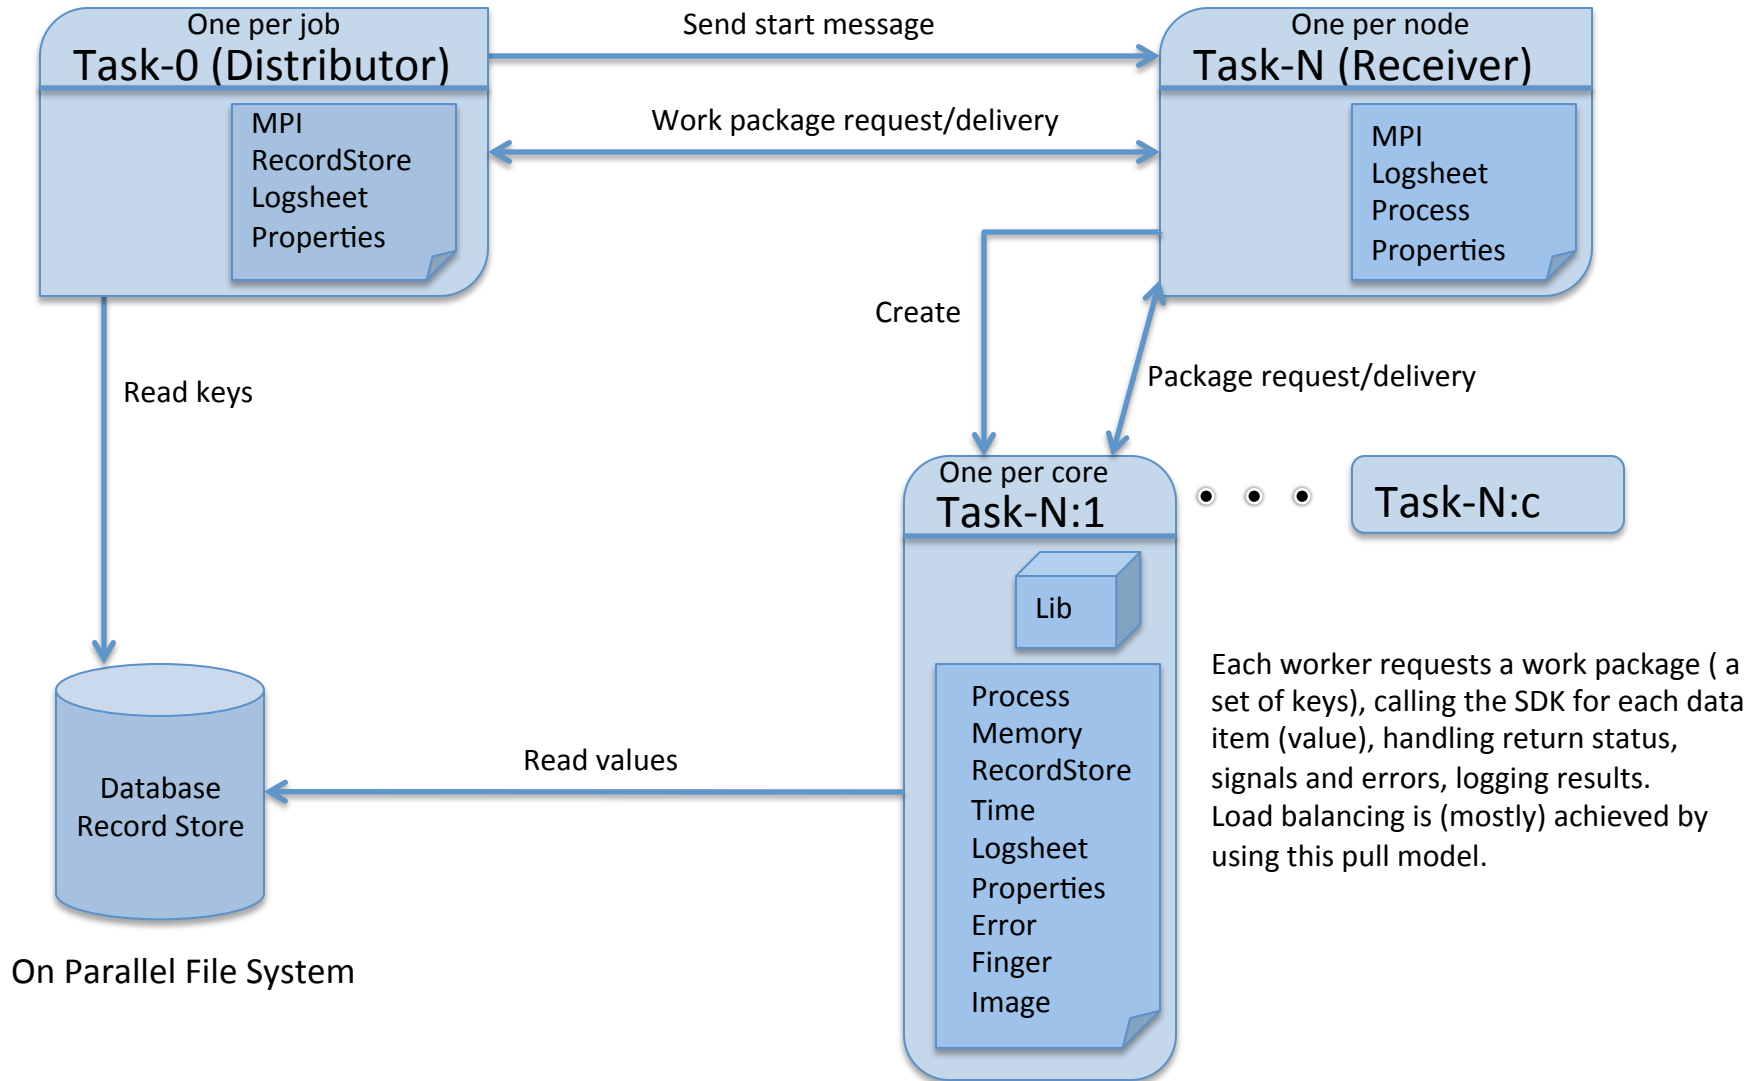 One per job
Task-0 (Distributor)
MPI
RecordStore
Logsheet
Properties
Send start message
Work package request/delivery
One per node
Task-N (Receiver)
MPI
Logsheet
Process
Properties
Create
Package request/delivery
Read keys
One per core
Task-N:1
Lib
Process
Memory
RecordStore
Time
Logsheet
Properties
Error
Finger
Image
Task-N:c
Each worker requests a work package ( a
set of keys), calling the SDK for each data
item (value), handling return status,
signals and errors, logging results.
Load balancing is (mostly) achieved by
using this pull model.
Read values
Database
Record Store
On Parallel File System